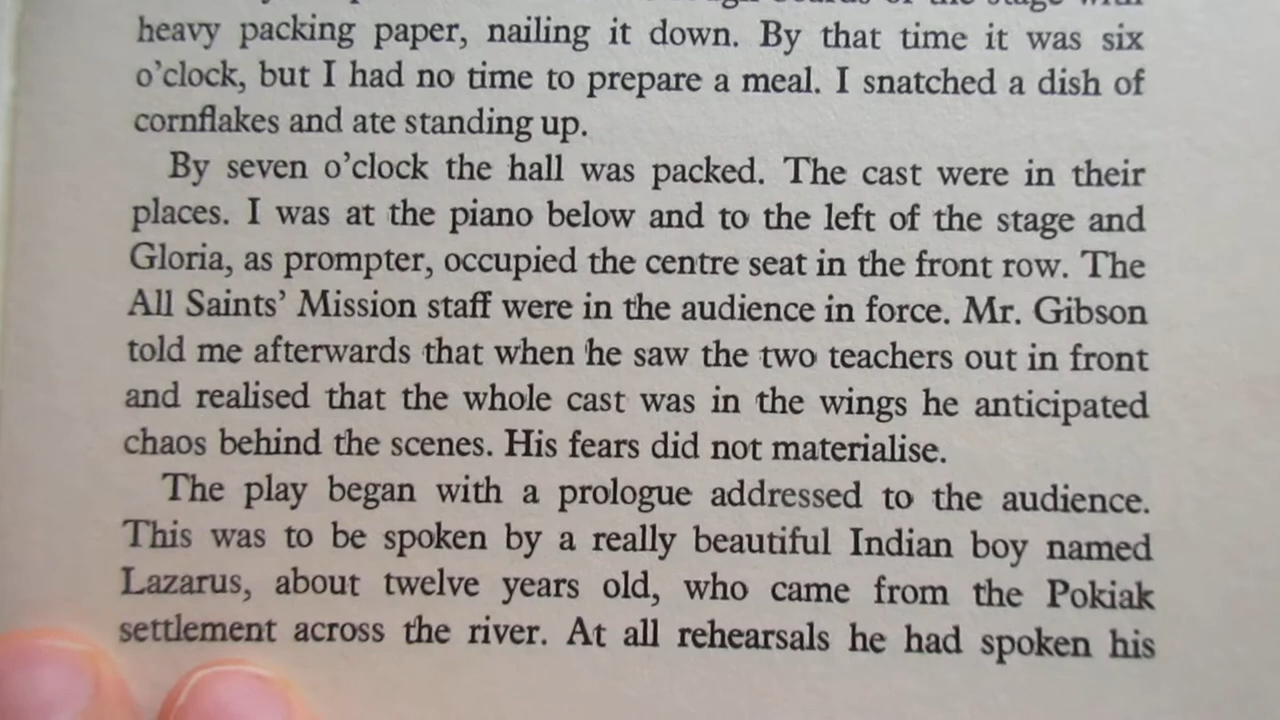 of the stage with
heavy packing paper, nailing it down. By that time it was six
o'clock, but I had no time to prepare a meal. I snatched a dish of
cornflakes and ate standing up.
By seven o'clock the hall was packed. The cast were in their
places. I was at the piano below and to the left of the stage and
Gloria, as prompter, occupied the centre seat in the front row. The
All Saints' Mission staff were in the audience in force. Mr. Gibson
told me afterwards that when he saw the two teachers out in front
and realised that the whole cast was in the wings he anticipated
chaos behind the scenes. His fears did not materialise.
The play began with a prologue addressed to the audience.
This was to be spoken by a really beautiful Indian boy named
Lazarus, about twelve years old, who came from the Pokiak
settlement across the river. At all rehearsals he had spoken his